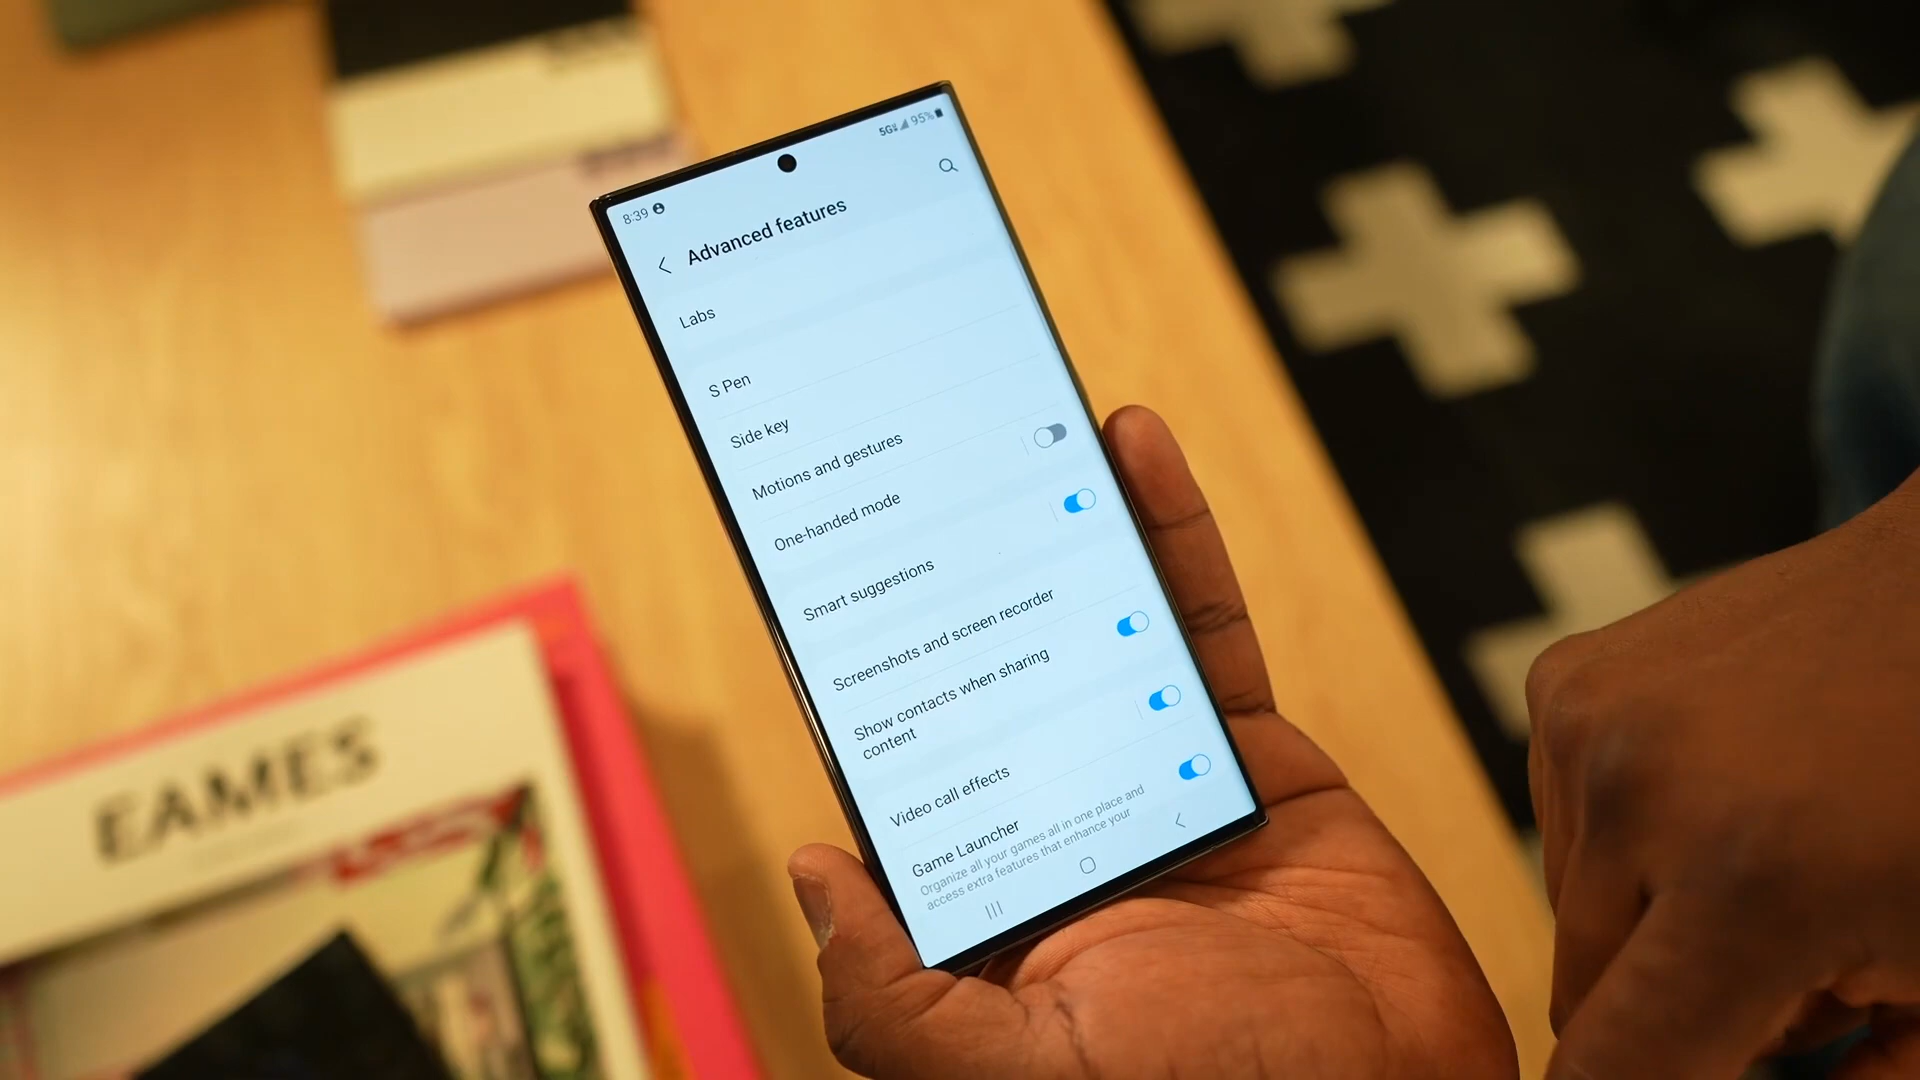 8:39
5G 95%
Advanced features
Labs
S Pen
Side key
Motions and gestures
One-handed mode
Smart suggestions
Screenshots and screen recorder
Show contacts when sharing
content
Video call effects
Game Launcher
Organize all your games all in one place and
access extra features that enhance your
EAMES